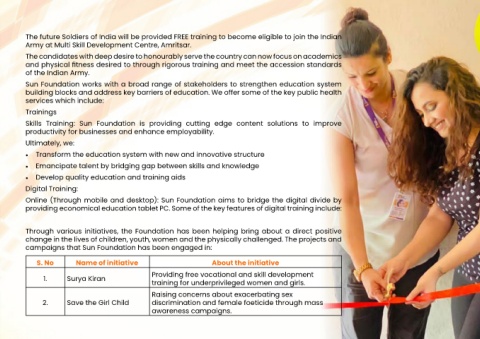 The future Soldiers of India will be provided FREE training to become eligible to join the Indian
Army at Multi Skill Development Centre, Amritsar.
The candidates with deep desire to honourably serve the country can now focus on academics
and physical fitness desired to through rigorous training and meet the accession standards
of the Indian Army.
Sun Foundation works with a broad range of stakeholders to strengthen education system
building blocks and address key barriers of education. We offer some of the key public health
services which include:
Trainings
Skills Training: Sun Foundation is providing cutting edge content solutions to improve
productivity for businesses and enhance employability.
Ultimately, we:
• Transform the education system with new and innovative structure
• Emancipate talent by bridging gap between skills and knowledge
• Develop quality education and training aids
Digital Training:
Online (Through mobile and desktop): Sun Foundation aims to bridge the digital divide by
providing economical education tablet PC. Some of the key features of digital training include:
Through various initiatives, the Foundation has been helping bring about a direct positive
change in the lives of children, youth, women and the physically challenged. The projects and
campaigns that Sun Foundation has been engaged in:
S. No Name of initiative About the initiative
1. Surya Kiran Providing free vocational and skill development
training for underprivileged women and girls.
2. Save the Girl Child Raising concerns about exacerbating sex
discrimination and female foeticide through mass
awareness campaigns.